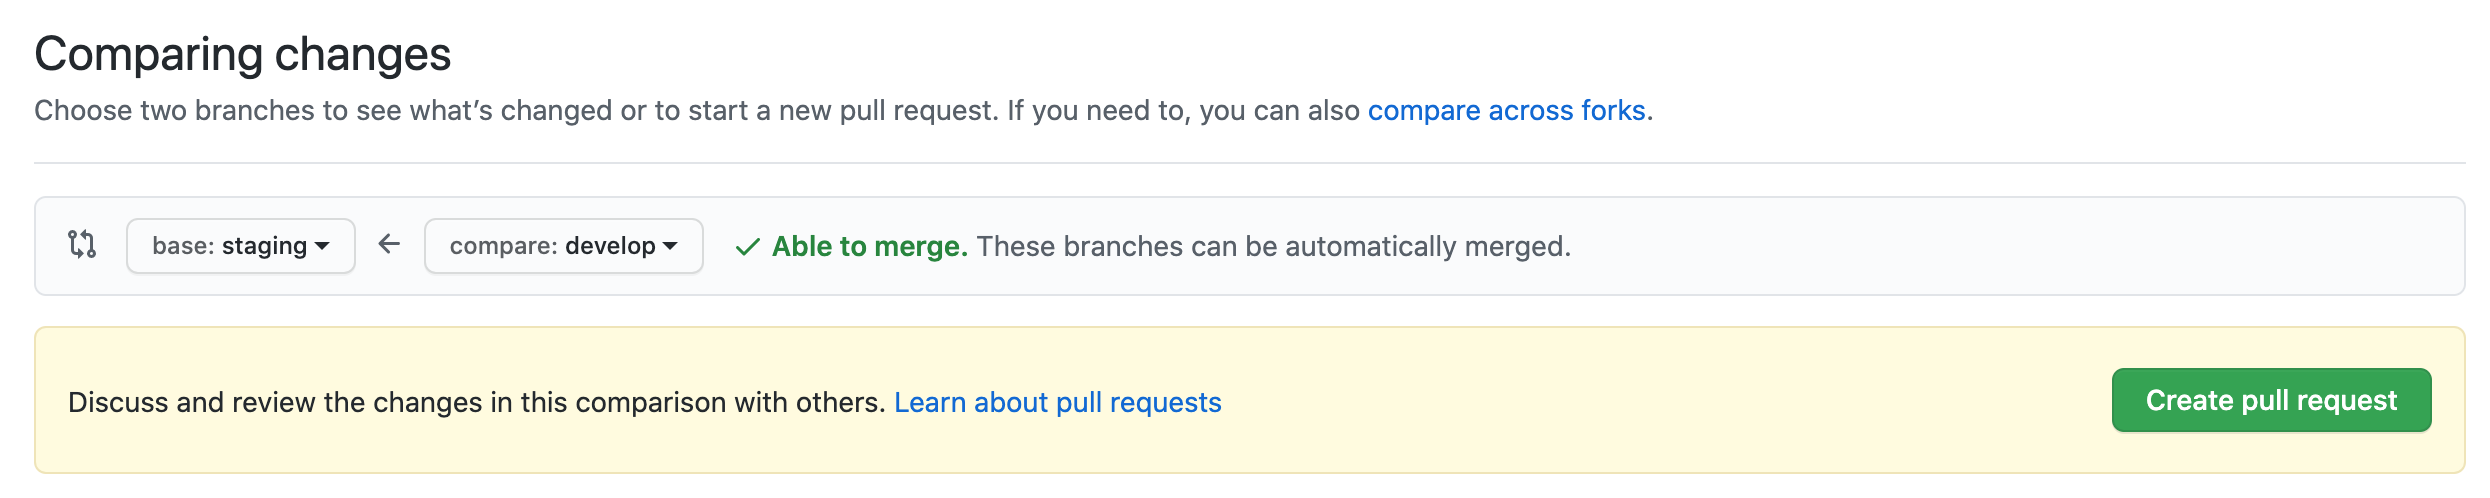 Comparing changes
Choose two branches to see what’s changed or to start a new pull request. If you need to, you can also compare across forks.
base: staging compare: develop Able to merge. These branches can be automatically merged.
Discuss and review the changes in this comparison with others. Learn about pull requests Create pull request